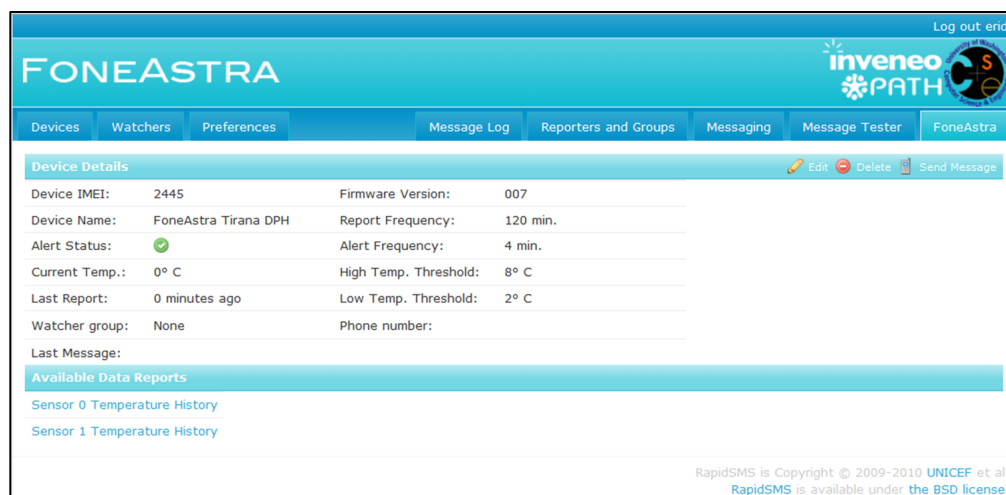 Log out eric
FONEASTRA
inveneo
PATH
Devices Watchers Preferences Message Log Reporters and Groups Messaging Message Tester FoneAstra
Device Details Edit Delete Send Message
Device IMEI: 2445 Firmware Version: 007
Device Name: FoneAstra Tirana DPH Report Frequency: 120 min.
Alert Status: Alert Frequency: 4 min.
Current Temp.: 0° C High Temp. Threshold: 8° C
Last Report: 0 minutes ago Low Temp. Threshold: 2° C
Watcher group: None Phone number:
Last Message:
Available Data Reports
Sensor 0 Temperature History
Sensor 1 Temperature History
RapidSMS is Copyright © 2009-2010 UNICEF et al
RapidSMS is available under the BSD license